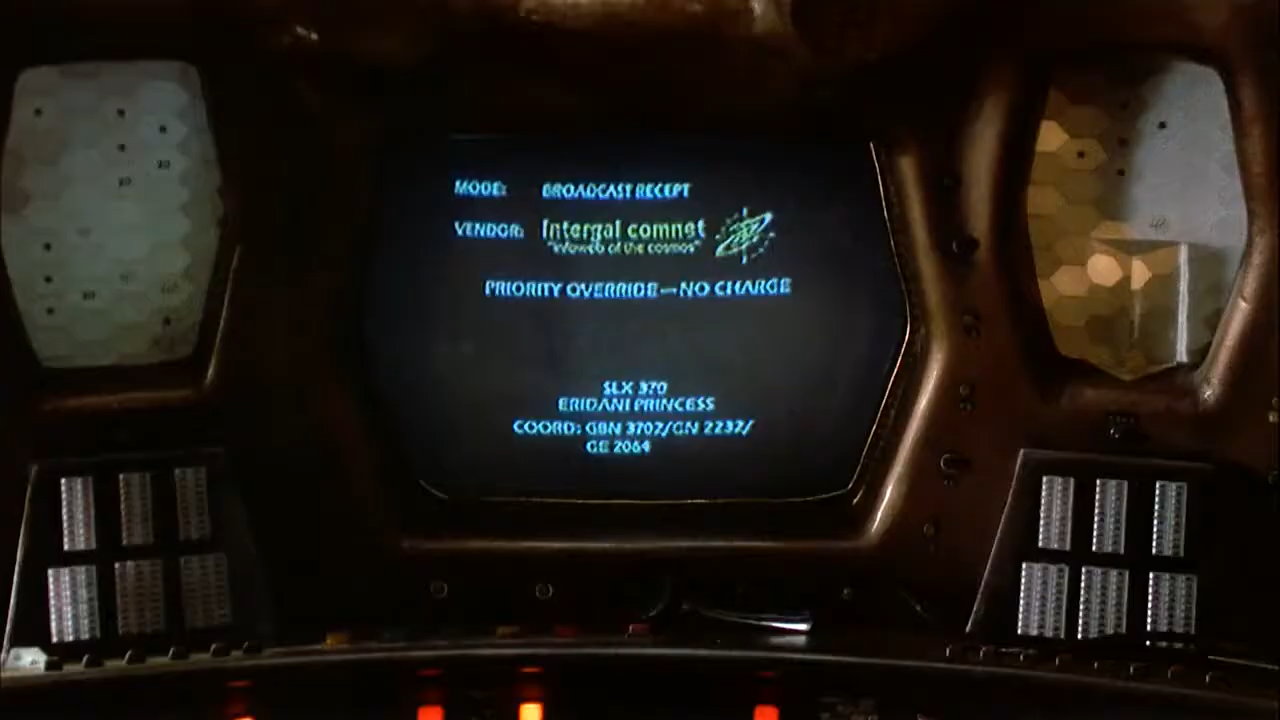 MODE: BROADCAST RECEPT
VENDOR: Intergal comnet
"infoweb of the cosmos"
PRIORITY OVERRIDE—NO CHARGE
SLX 370
ERIDANI PRINCESS
COORD: GBN 3702/GN 2232/
GE 2064